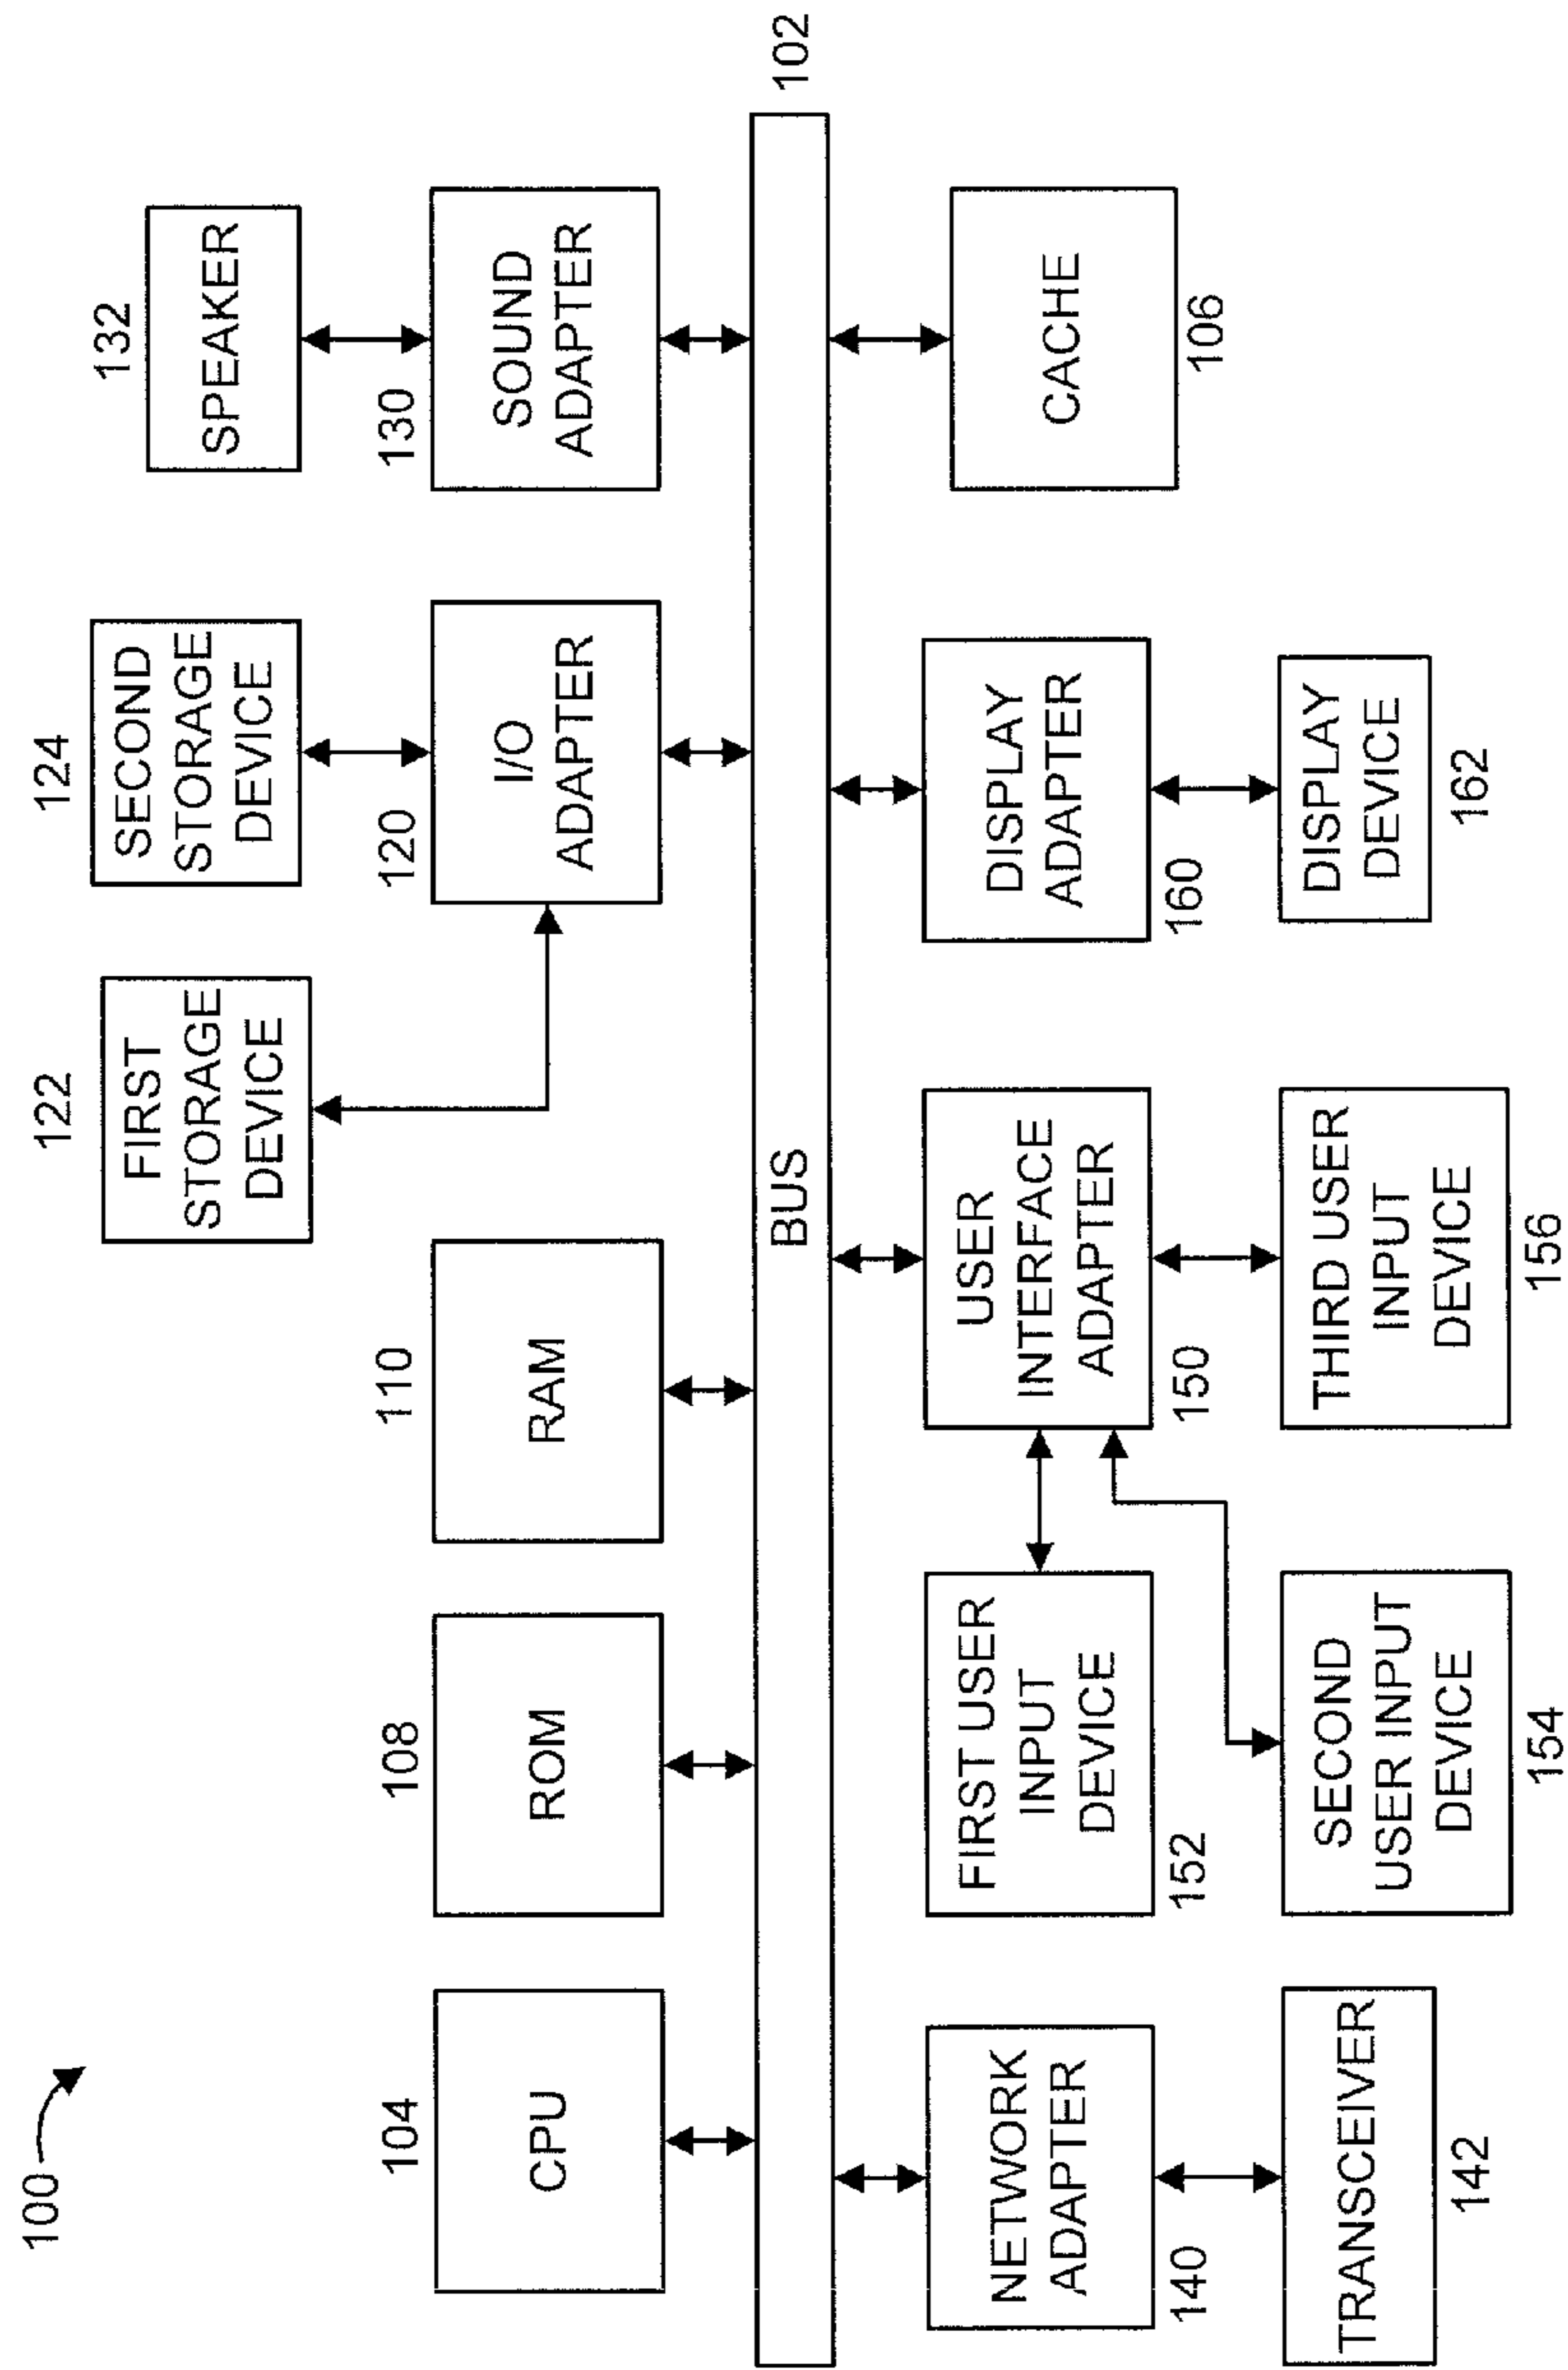 100
122
FIRST
STORAGE
DEVICE
124
SECOND
STORAGE
DEVICE
132
SPEAKER
104
CPU
108
ROM
110
RAM
120
I/O
ADAPTER
130
SOUND
ADAPTER
BUS
102
NETWORK
ADAPTER
140
FIRST USER
INPUT
DEVICE
152
USER
INTERFACE
ADAPTER
150
DISPLAY
ADAPTER
160
CACHE
106
TRANSCEIVER
142
SECOND
USER INPUT
DEVICE
154
THIRD USER
INPUT
DEVICE
156
DISPLAY
DEVICE
162